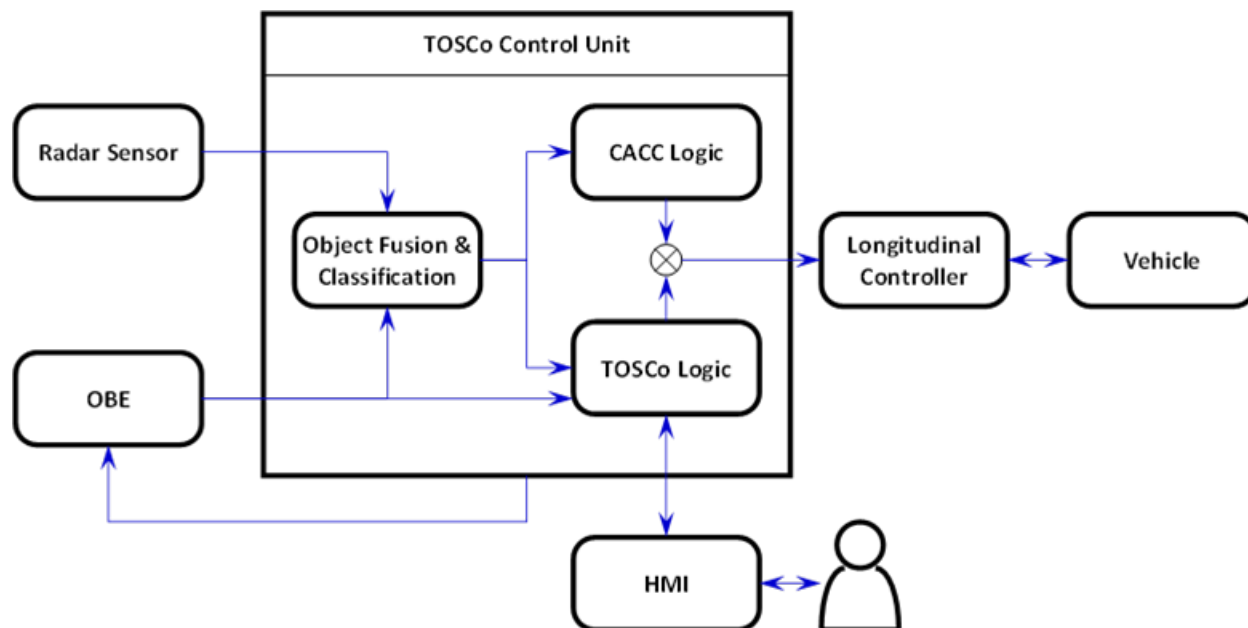 TOSCo Control Unit
Radar Sensor
CACC Logic
Object Fusion &
Classification
Longitudinal
Controller
Vehicle
OBE
TOSCo Logic
HMI